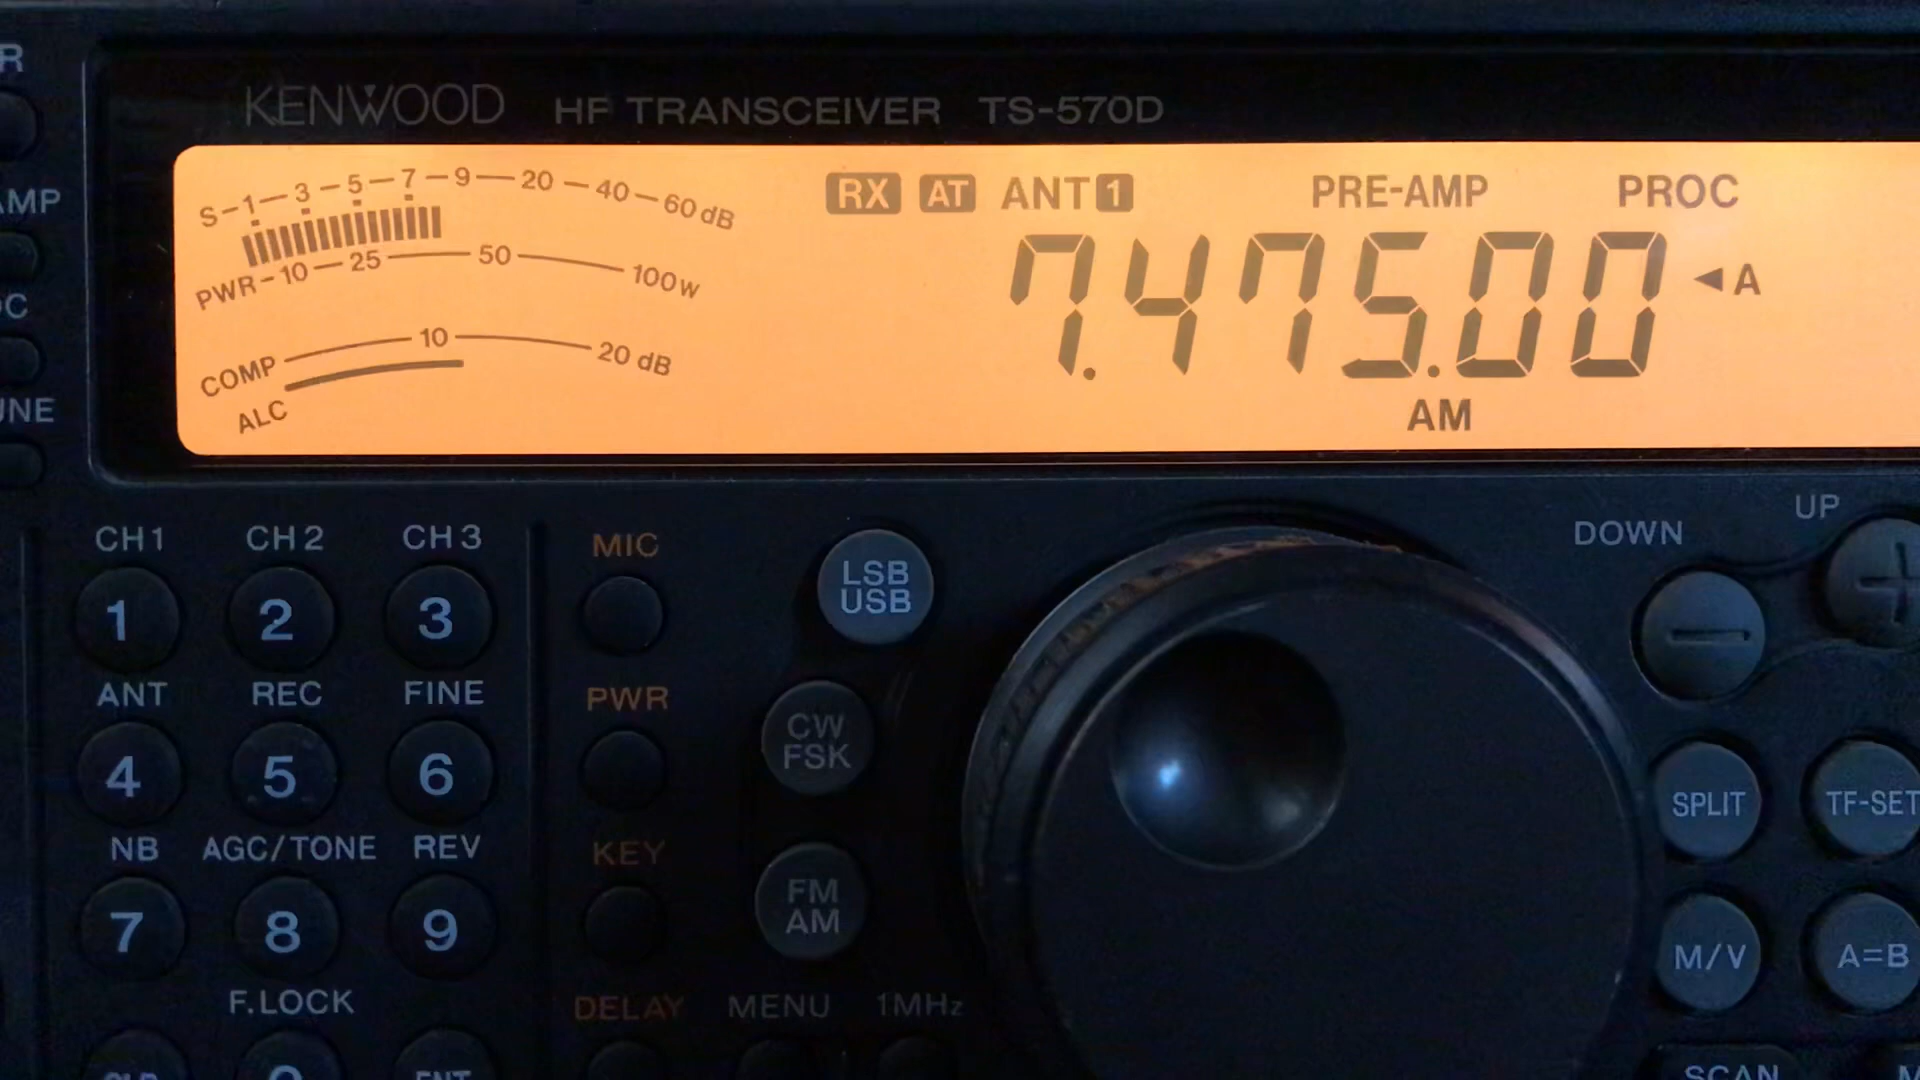 R
KENWOOD HF TRANSCEIVER TS-570D
S 1 3 5 7 9 20 40 60 dB
RX AT ANT 1 PRE-AMP PROC
AMP
PWR 10 25 50 100W
7.475.00 ◄A
COMP 10 20 dB
ALC
AM
UP
DOWN
CH1 CH2 CH3 MIC
LSB
USB
1 2 3
ANT REC FINE PWR
CW
FSK
4 5 6
SPLIT TF-SET
NB AGC/TONE REV KEY
FM
AM
7 8 9
M/V A=B
F.LOCK DELAY MENU 1MHz
SCAN